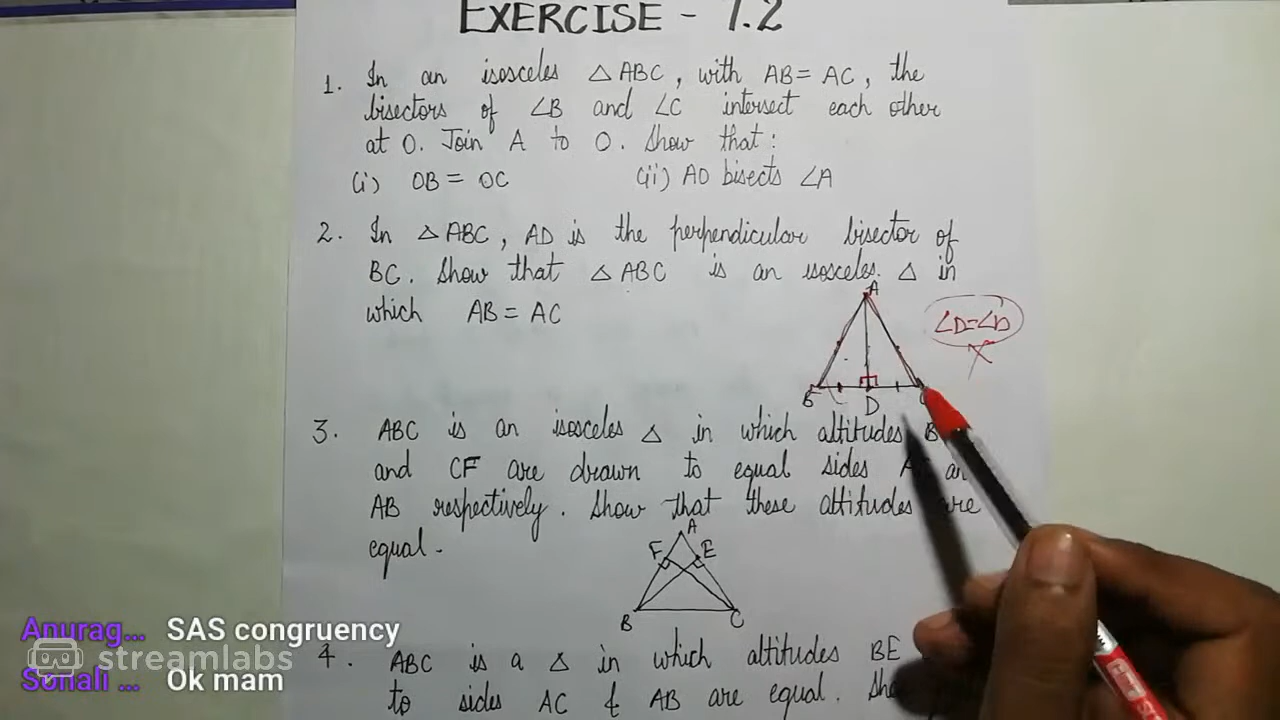 EXERCISE - 7.2
1. In an isosceles △ ABC, with AB = AC, the
bisectors of ∠B and ∠C intersect each other
at O. Join A to O. Show that :
(i) OB = OC (ii) AO bisects ∠A
2. In △ ABC, AD is the perpendicular bisector of
BC. Show that △ ABC is an isosceles △ in
which AB = AC
A
∠D=∠D
B D
3. ABC is an isosceles △ in which altitudes B
and CF are drawn to equal sides A
AB respectively. Show that these altitudes are
equal.
A
F E
B C
Anurag... SAS congruency
streamlabs
Sonali ... Ok mam
4. ABC is a △ in which altitudes BE
to sides AC & AB are equal.